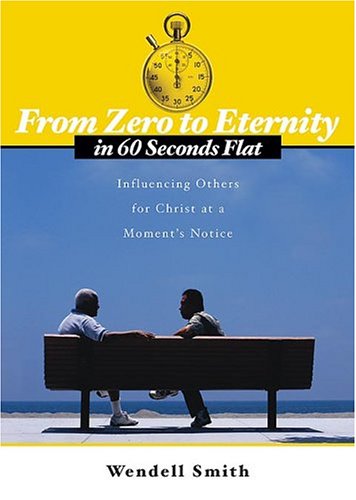 From Zero to Eternity
in 60 Seconds Flat
Influencing Others
for Christ at a
Moment's Notice
Wendell Smith